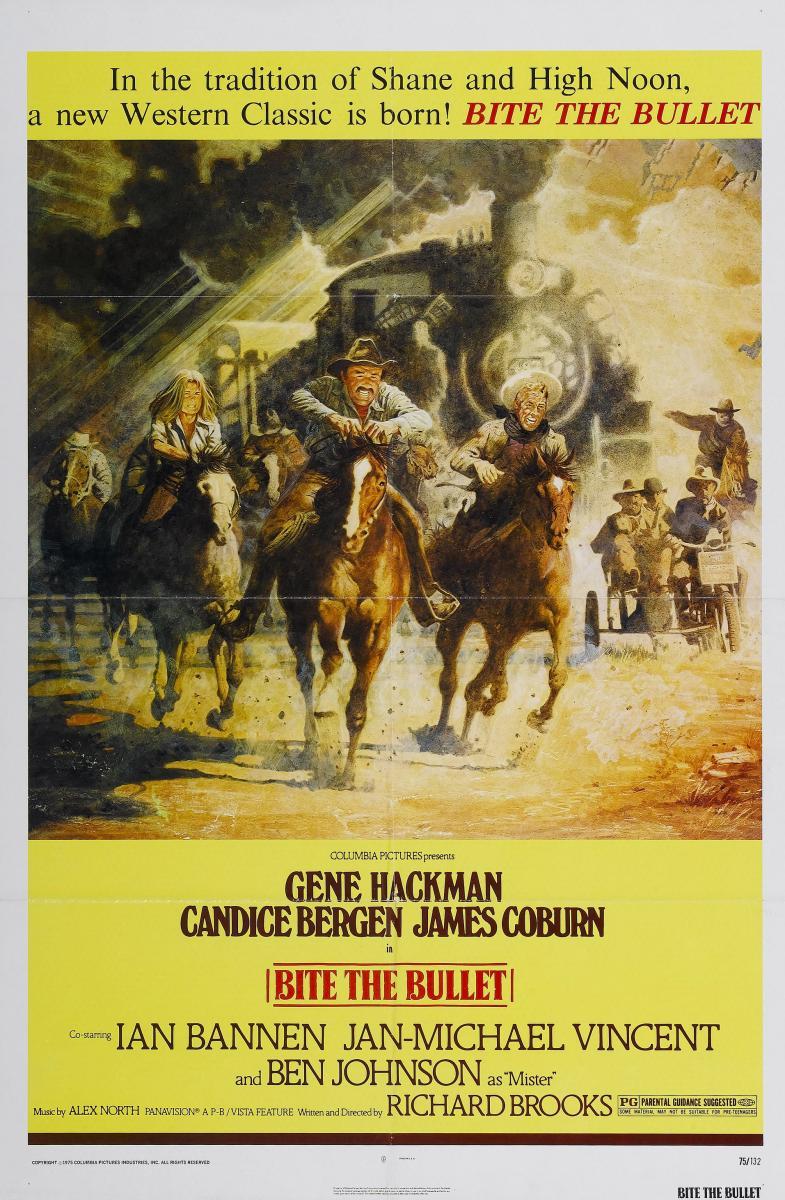 In the tradition of Shane and High Noon,
a new Western Classic is born! BITE THE BULLET
COLUMBIA PICTURES presents
GENE HACKMAN
CANDICE BERGEN JAMES COBURN
in
BITE THE BULLET
Co-starring IAN BANNEN JAN-MICHAEL VINCENT
and BEN JOHNSON as "Mister"
Music by ALEX NORTH PANAVISION® A P-B/VISTA FEATURE Written and Directed by RICHARD BROOKS
PG PARENTAL GUIDANCE SUGGESTED
SOME MATERIAL MAY NOT BE SUITABLE FOR PRE-TEENAGERS
COPYRIGHT © 1975 COLUMBIA PICTURES INDUSTRIES, INC. ALL RIGHTS RESERVED
75/132
BITE THE BULLET